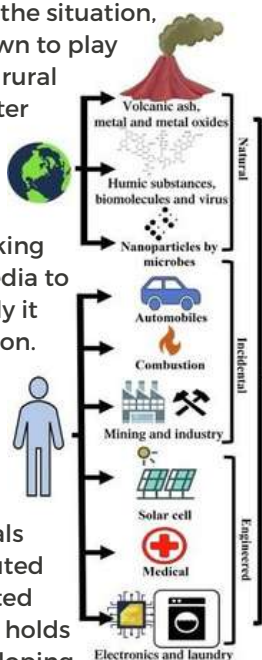 the situation,
wn to play
rural
ter
king
dia to
ly it
on.
als
ited
ted
holds
loping
Volcanic ash,
metal and metal oxides
Humic substances,
biomolecules and virus
Nanoparticles by
microbes
Natural
Automobiles
Combustion
Mining and industry
Incidental
Solar cell
Medical
Electronics and laundry
Engineered